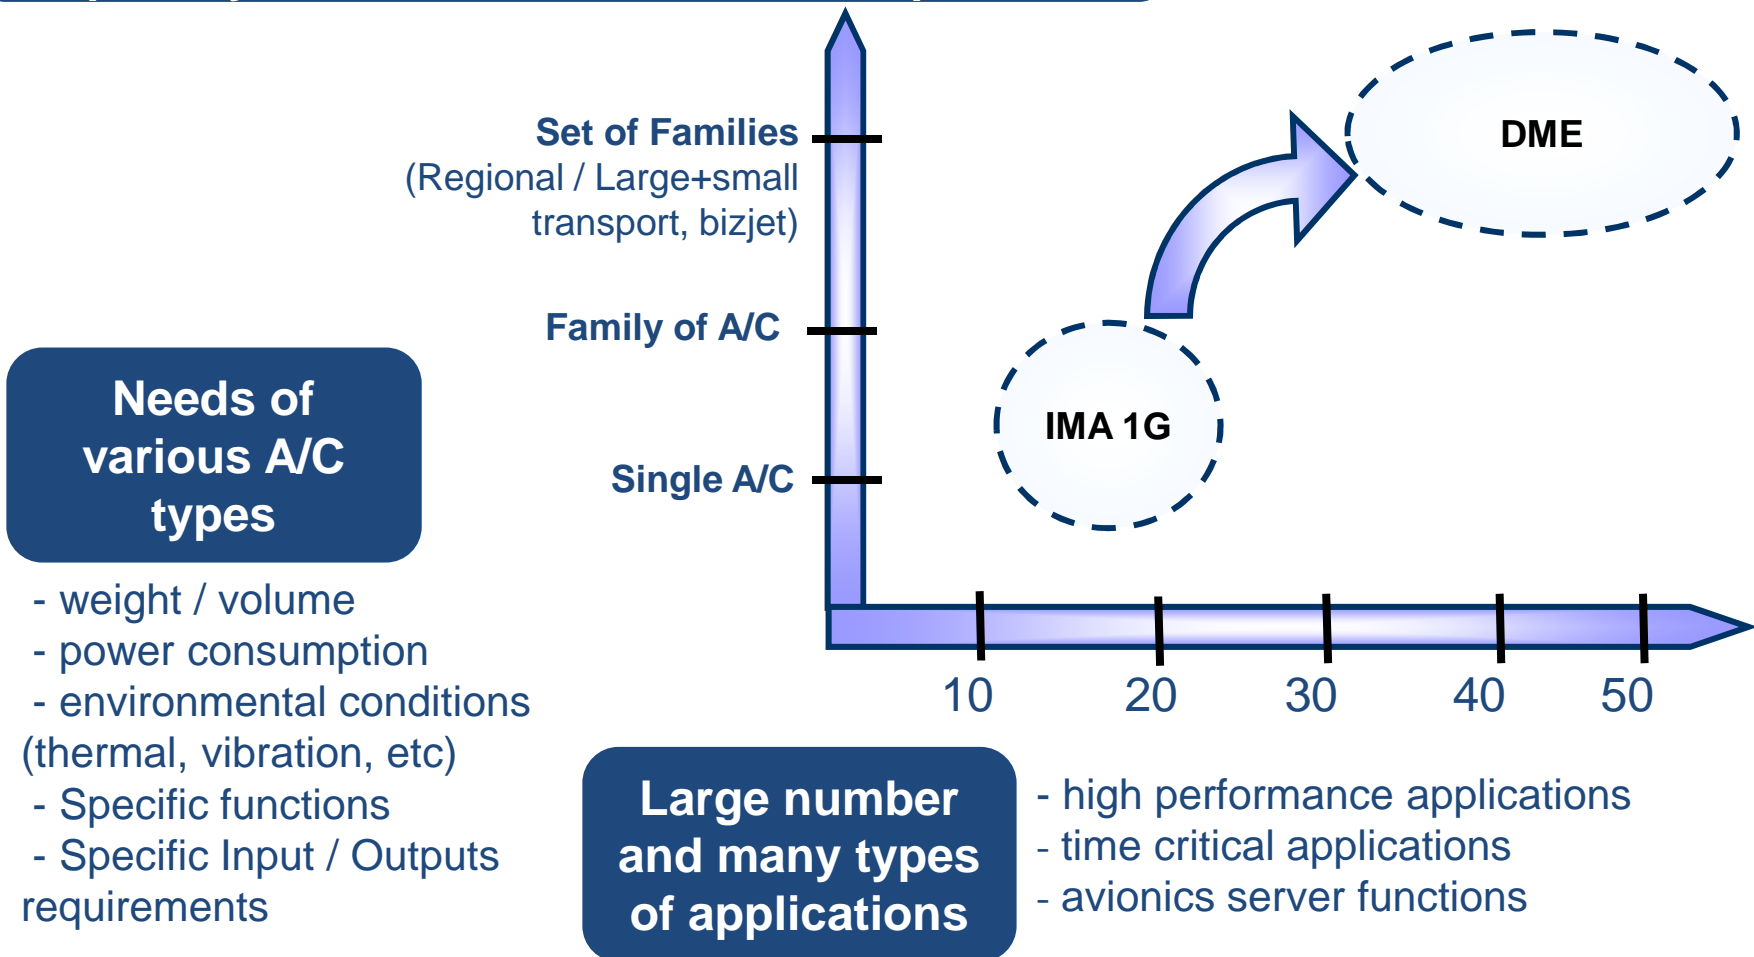 Set of Families
(Regional / Large+small
transport, bizjet)
DME
Family of A/C
IMA 1G
Single A/C
Needs of
various A/C
types
- weight / volume
- power consumption
- environmental conditions
(thermal, vibration, etc)
- Specific functions
- Specific Input / Outputs
requirements
10 20 30 40 50
Large number
and many types
of applications
- high performance applications
- time critical applications
- avionics server functions